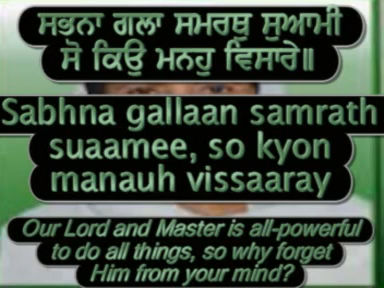 ਸਭਨਾ ਗਲਾ ਸਮਰਥੁ ਸੁਆਮੀ
ਸੋ ਕਿਉ ਮਨਹੁ ਵਿਸਾਰੇ॥
Sabhna gallaan samrath
suaamee, so kyon
manauh vissaaray
Our Lord and Master is all-powerful
to do all things, so why forget
Him from your mind?